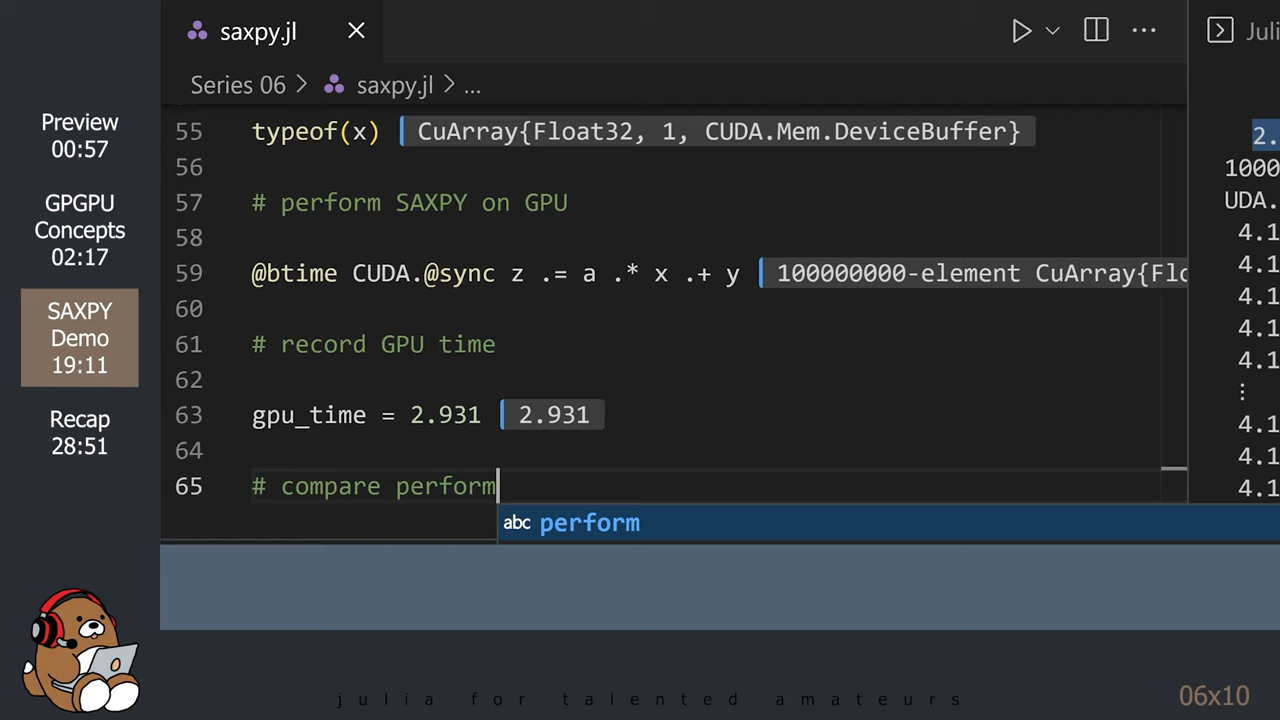 Preview
00:57
GPGPU
Concepts
02:17
SAXPY
Demo
19:11
Recap
28:51
saxpy.jl
Series 06 > saxpy.jl > ...
55 typeof(x) CuArray{Float32, 1, CUDA.Mem.DeviceBuffer}
56
57 # perform SAXPY on GPU
58
59 @btime CUDA.@sync z .= a .* x .+ y 100000000-element CuArray{Flo
60
61 # record GPU time
62
63 gpu_time = 2.931 2.931
64
65 # compare perform
abc perform
Juli
2.
1000
UDA.
4.1
4.1
4.1
4.1
4.1
⋮
4.1
4.1
4.1
julia for talented amateurs
06x10